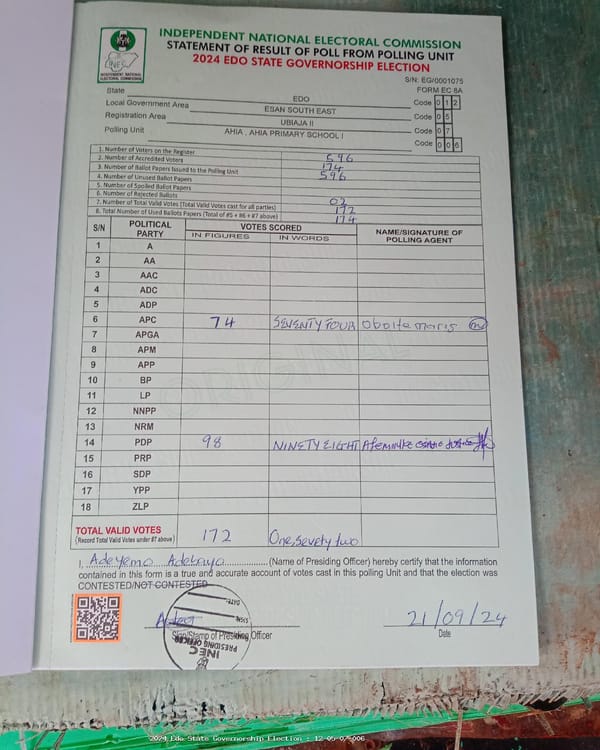 INDEPENDENT NATIONAL ELECTORAL COMMISSION
STATEMENT OF RESULT OF POLL FROM POLLING UNIT
2024 EDO STATE GOVERNORSHIP ELECTION
INEC
INDEPENDENT NATIONAL ELECTORAL COMMISSION
S/N: EG/0001075
FORM EC 8A
State EDO Code 0 1 2
Local Government Area ESAN SOUTH EAST Code 0 5
Registration Area UBIAJA II Code 0 7
Polling Unit AHIA , AHIA PRIMARY SCHOOL I Code 0 0 6
1. Number of Voters on the Register 596
2. Number of Accredited Voters 174
3. Number of Ballot Papers Issued to the Polling Unit 596
4. Number of Unused Ballot Papers
5. Number of Spoiled Ballot Papers
6. Number of Rejected Ballots 02
7. Number of Total Valid Votes (Total Valid Votes cast for all parties) 172
8. Total Number of Used Ballots Papers (Total of #5 + #6 + #7 above) 174
S/N POLITICAL PARTY VOTES SCORED NAME/SIGNATURE OF POLLING AGENT
IN FIGURES IN WORDS
1 A
2 AA
3 AAC
4 ADC
5 ADP
6 APC 74 SEVENTY FOUR
7 APGA
8 APM
9 APP
10 BP
11 LP
12 NNPP
13 NRM
14 PDP 98 NINETY EIGHT
15 PRP
16 SDP
17 YPP
18 ZLP
TOTAL VALID VOTES 172 One, Sevety two
(Record Total Valid Votes under #7 above)
I, Adeyemo Adebayo (Name of Presiding Officer) hereby certify that the information
contained in this form is a true and accurate account of votes cast in this polling Unit and that the election was
CONTESTED/NOT CONTESTED
21/09/24
Sign/Stamp of Presiding Officer Date
DATE:
SIGN
PRESIDING OFFICER
INEC
2024 Edo State Governorship Election : 12-05-07-006